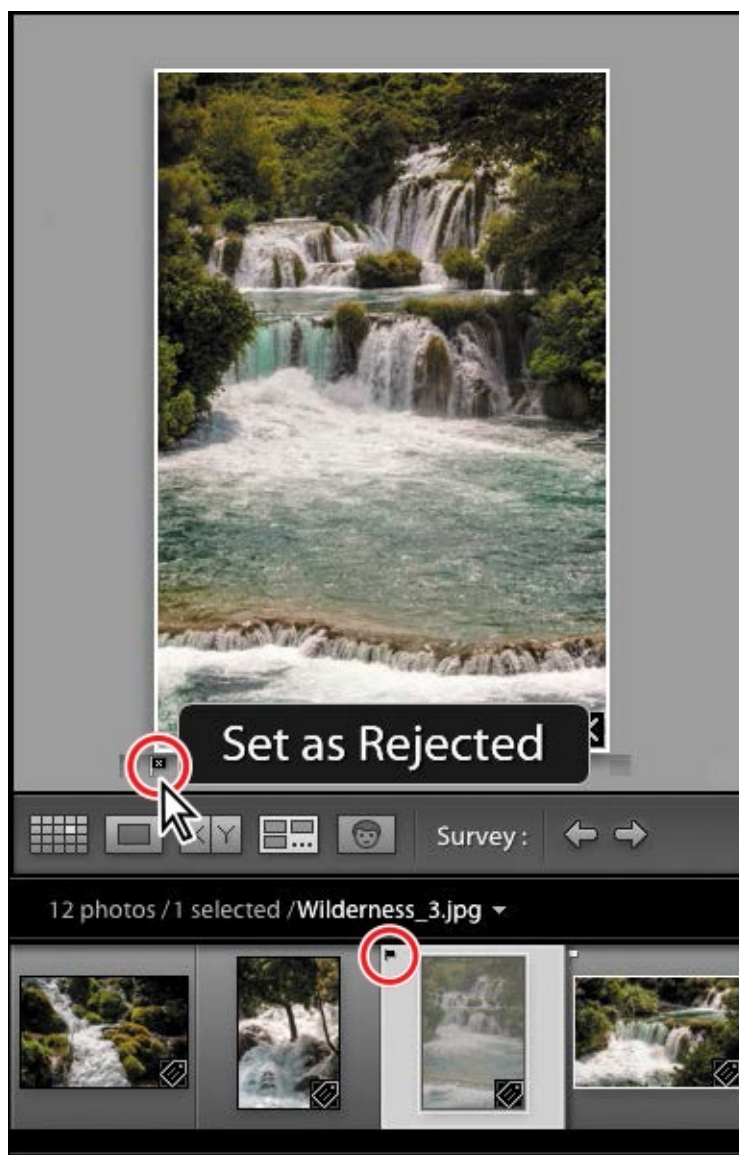 Set as Rejected
X Y
Survey :
12 photos / 1 selected / Wilderness_3.jpg